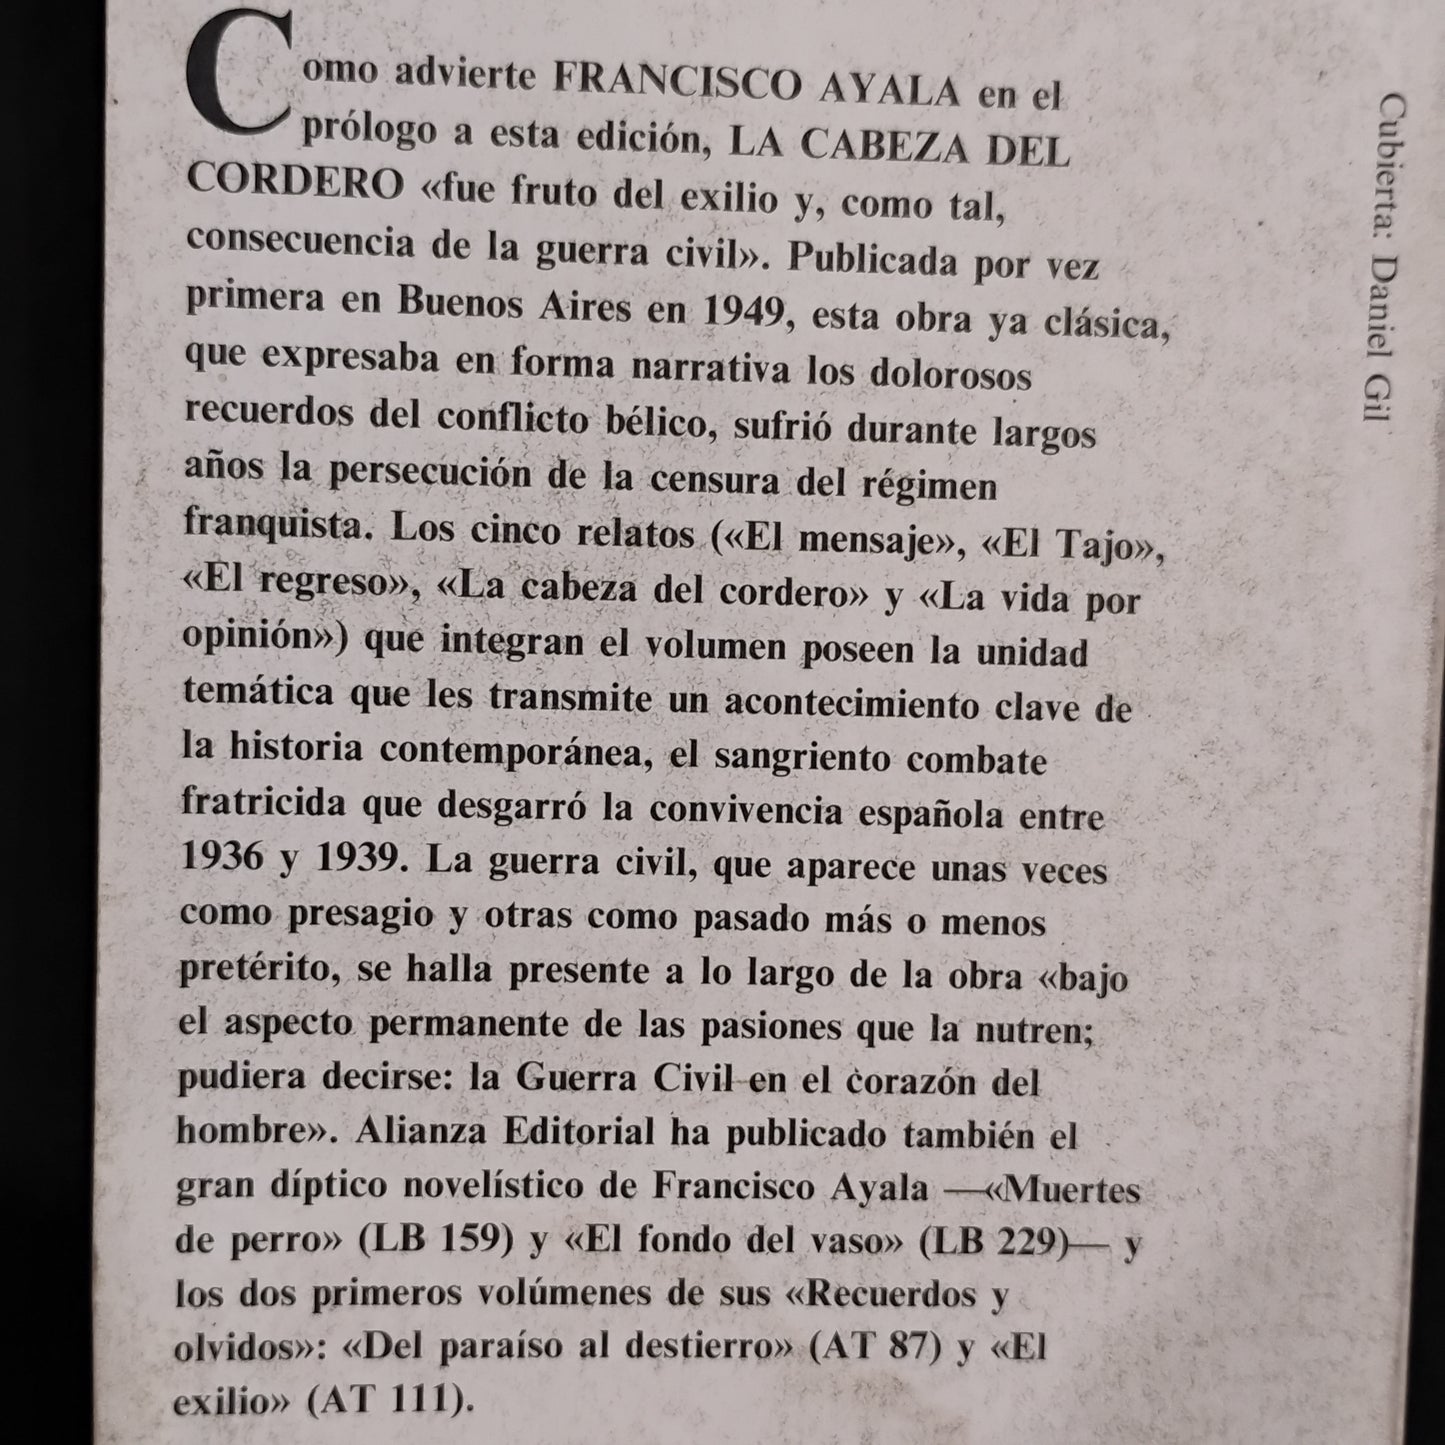 Como advierte FRANCISCO AYALA en el
prólogo a esta edición, LA CABEZA DEL
CORDERO «fue fruto del exilio y, como tal,
consecuencia de la guerra civil». Publicada por vez
primera en Buenos Aires en 1949, esta obra ya clásica,
que expresaba en forma narrativa los dolorosos
recuerdos del conflicto bélico, sufrió durante largos
años la persecución de la censura del régimen
franquista. Los cinco relatos («El mensaje», «El Tajo»,
«El regreso», «La cabeza del cordero» y «La vida por
opinión») que integran el volumen poseen la unidad
temática que les transmite un acontecimiento clave de
la historia contemporánea, el sangriento combate
fratricida que desgarró la convivencia española entre
1936 y 1939. La guerra civil, que aparece unas veces
como presagio y otras como pasado más o menos
pretérito, se halla presente a lo largo de la obra «bajo
el aspecto permanente de las pasiones que la nutren;
pudiera decirse: la Guerra Civil en el corazón del
hombre». Alianza Editorial ha publicado también el
gran díptico novelístico de Francisco Ayala —«Muertes
de perro» (LB 159) y «El fondo del vaso» (LB 229)— y
los dos primeros volúmenes de sus «Recuerdos y
olvidos»: «Del paraíso al destierro» (AT 87) y «El
exilio» (AT 111).
Cubierta: Daniel Gil